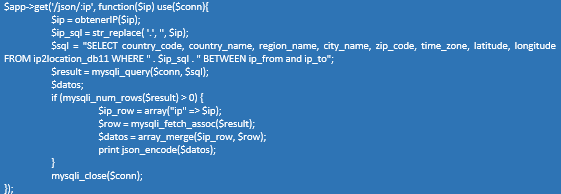 $app->get('/json/:ip', function($ip) use($conn){
$ip = obtenerIP($ip);
$ip_sql = str_replace( '.', '', $ip);
$sql = "SELECT country_code, country_name, region_name, city_name, zip_code, time_zone, latitude, longitude
FROM ip2location_db11 WHERE " . $ip_sql . " BETWEEN ip_from and ip_to";
$result = mysqli_query($conn, $sql);
$datos;
if (mysqli_num_rows($result) > 0) {
$ip_row = array("ip" => $ip);
$row = mysqli_fetch_assoc($result);
$datos = array_merge($ip_row, $row);
print json_encode($datos);
}
mysqli_close($conn);
});